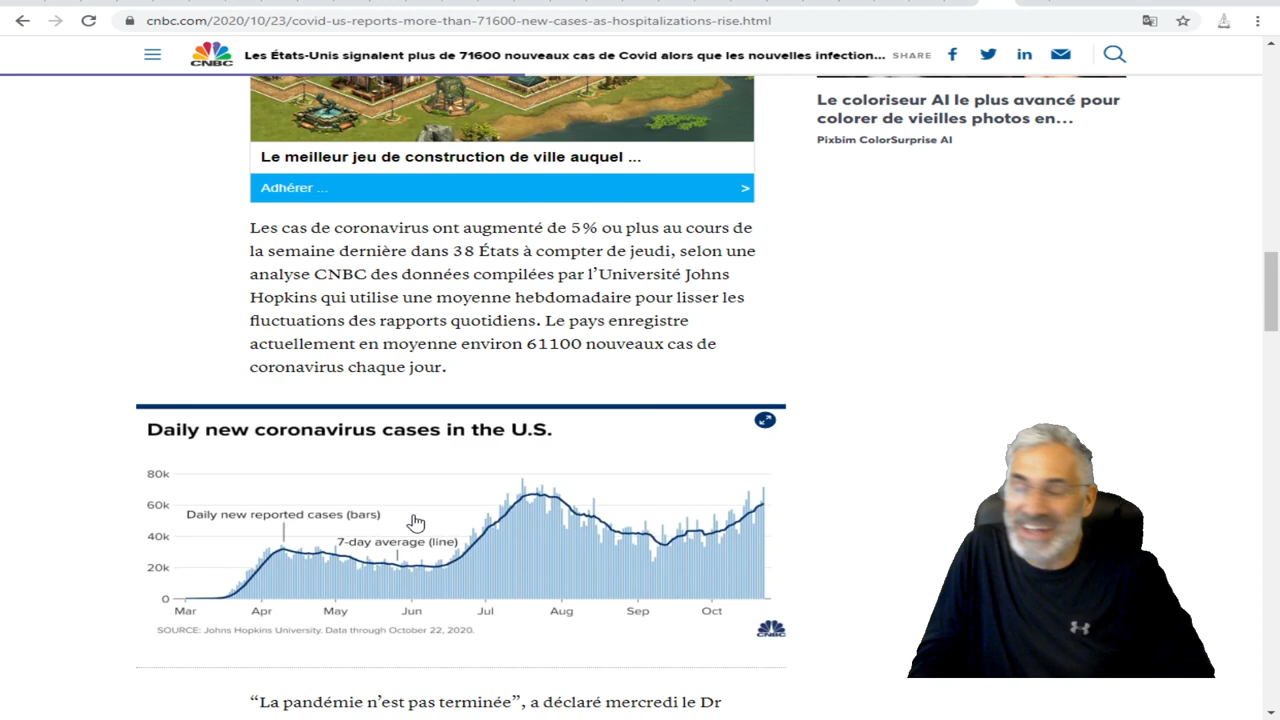 cnbc.com/2020/10/23/covid-us-reports-more-than-71600-new-cases-as-hospitalizations-rise.html
CNBC
Les États-Unis signalent plus de 71600 nouveaux cas de Covid alors que les nouvelles infection...
SHARE
Le meilleur jeu de construction de ville auquel ...
Adhérer ...
>
Le coloriseur AI le plus avancé pour
colorer de vieilles photos en...
Pixbim ColorSurprise AI
Les cas de coronavirus ont augmenté de 5% ou plus au cours de
la semaine dernière dans 38 États à compter de jeudi, selon une
analyse CNBC des données compilées par l’Université Johns
Hopkins qui utilise une moyenne hebdomadaire pour lisser les
fluctuations des rapports quotidiens. Le pays enregistre
actuellement en moyenne environ 61100 nouveaux cas de
coronavirus chaque jour.
Daily new coronavirus cases in the U.S.
80k
60k
40k
20k
0
Daily new reported cases (bars)
7-day average (line)
Mar Apr May Jun Jul Aug Sep Oct
SOURCE: Johns Hopkins University. Data through October 22, 2020.
CNBC
“La pandémie n’est pas terminée”, a déclaré mercredi le Dr